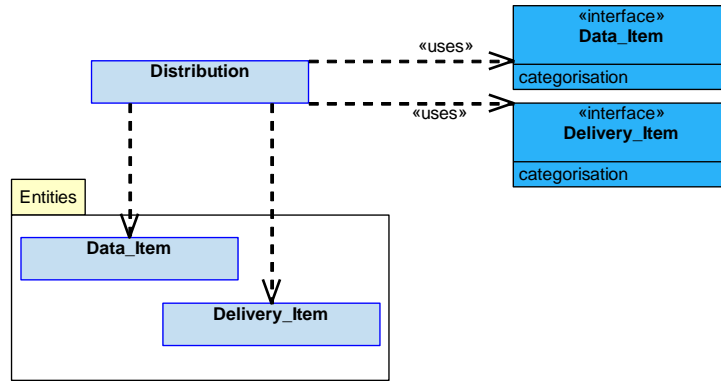 «interface»
Data_Item
categorisation
«uses»
Distribution
«uses»
«interface»
Delivery_Item
categorisation
Entities
Data_Item
Delivery_Item